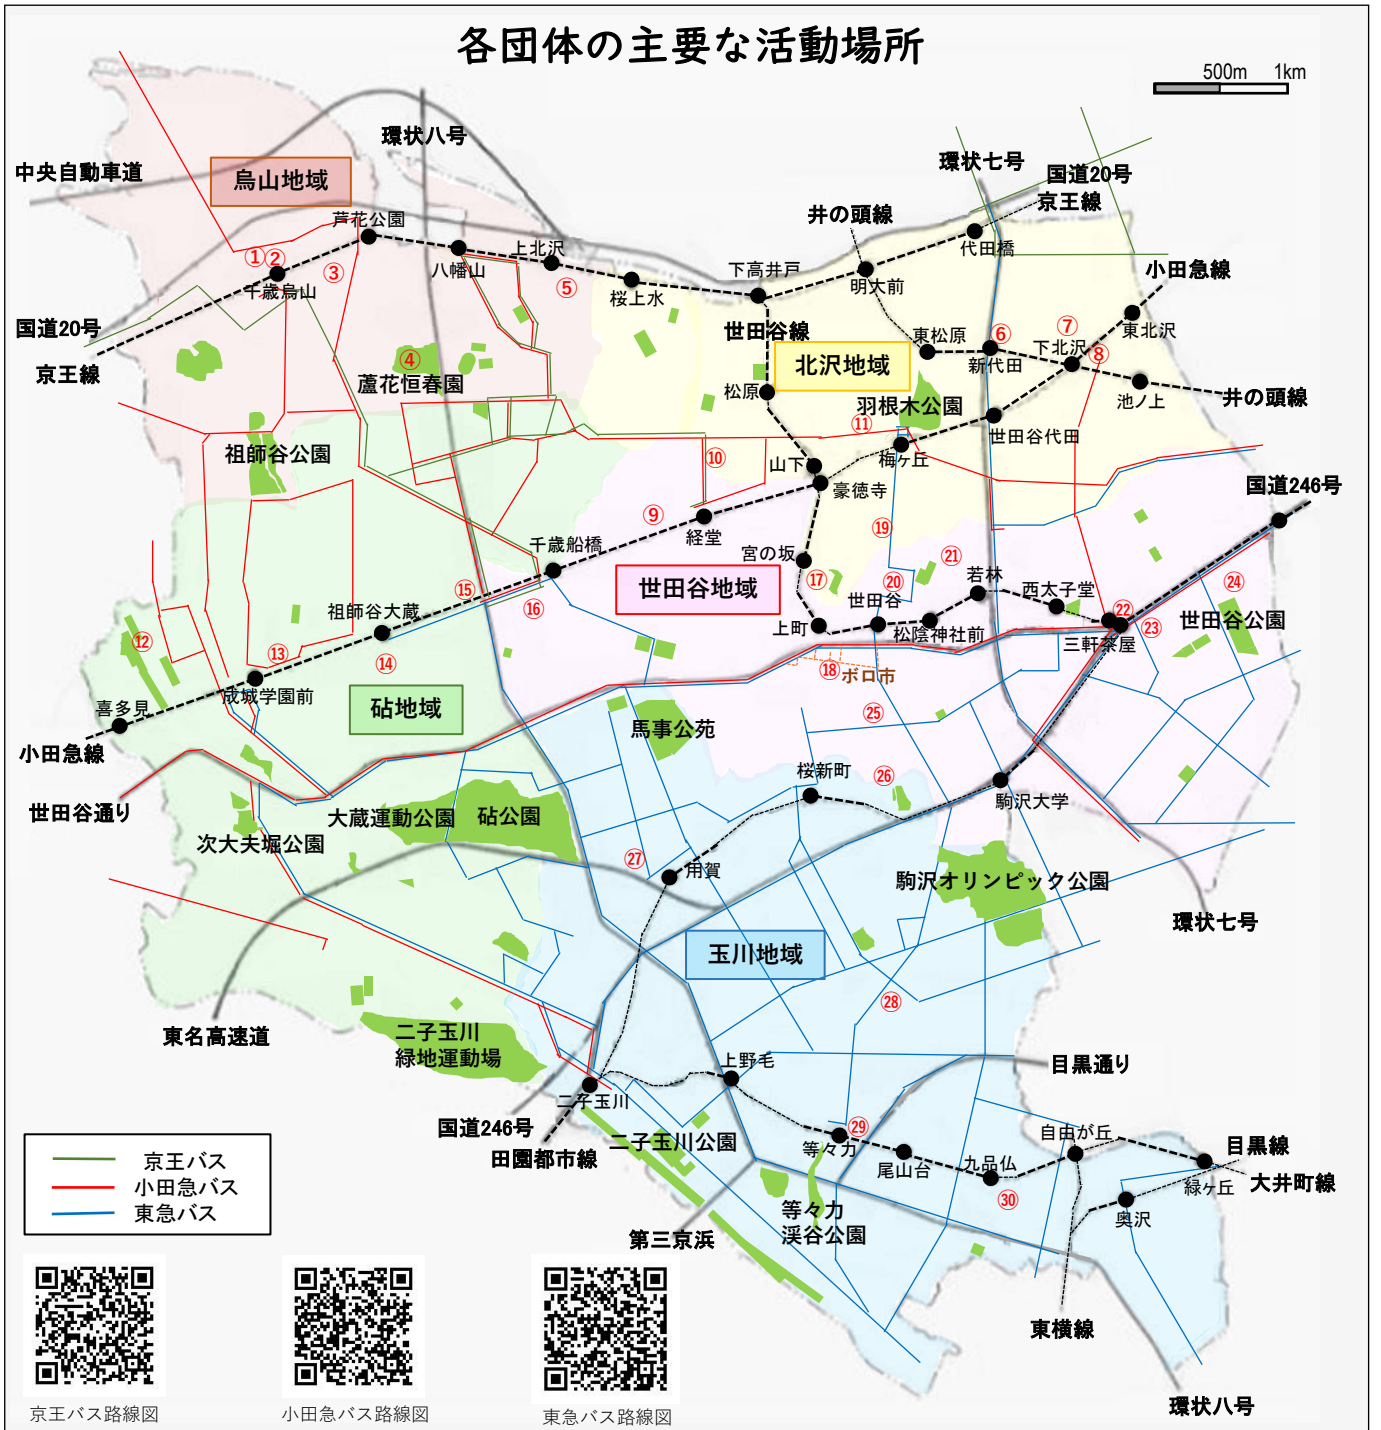 各団体の主要な活動場所
500m 1km
環状八号
中央自動車道
烏山地域
環状七号
国道20号
京王線
井の頭線
芦花公園
代田橋
①②
③
千歳烏山
八幡山
上北沢
⑤
桜上水
下高井戸
明大前
小田急線
国道20号
京王線
世田谷線
東松原
⑥
新代田
⑦
下北沢
⑧
東北沢
④
蘆花恒春園
北沢地域
松原
羽根木公園
池ノ上
井の頭線
⑪
世田谷代田
祖師谷公園
⑩
山下
梅ヶ丘
豪徳寺
国道246号
⑨
経堂
⑲
千歳船橋
宮の坂
㉑
⑮
⑯
世田谷地域
⑰
⑳
若林
西太子堂
㉔
世田谷公園
祖師谷大蔵
世田谷
上町
松陰神社前
㉒
㉓
三軒茶屋
⑫
⑬
⑭
⑱
ボロ市
成城学園前
喜多見
砧地域
㉕
小田急線
馬事公苑
桜新町
㉖
駒沢大学
世田谷通り
大蔵運動公園
砧公園
次大夫堀公園
㉗
用賀
駒沢オリンピック公園
環状七号
玉川地域
㉘
東名高速道
二子玉川
緑地運動場
上野毛
目黒通り
二子玉川
国道246号
田園都市線
二子玉川公園
㉙
等々力
尾山台
九品仏
自由が丘
目黒線
大井町線
緑ヶ丘
㉚
奥沢
等々力
渓谷公園
第三京浜
東横線
環状八号
京王バス
小田急バス
東急バス
京王バス路線図
小田急バス路線図
東急バス路線図